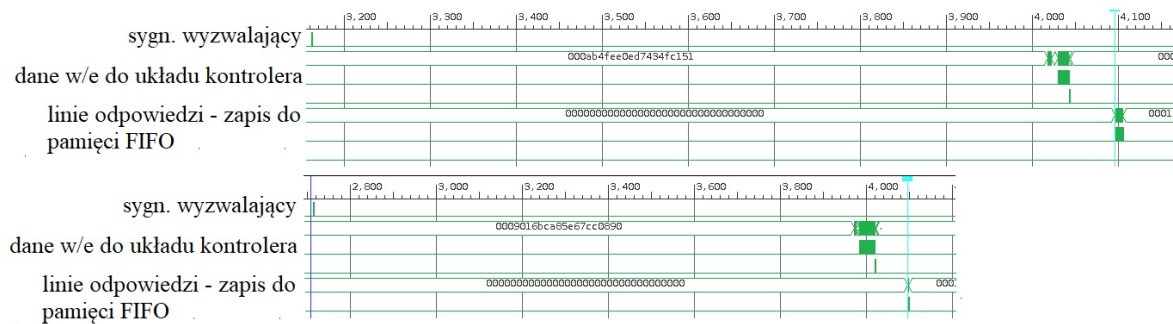 3,200 3,300 3,400 3,500 3,600 3,700 3,800 3,900 4,000 4,100
sygn. wyzwalający
000ab4fee0ed7434fc151 000
dane w/e do układu kontrolera
linie odpowiedzi - zapis do
00000000000000000000000000000000 0001
pamięci FIFO
2,800 3,000 3,200 3,400 3,600 3,800 4,000
sygn. wyzwalający
0009016bca85e67cc0890
dane w/e do układu kontrolera
linie odpowiedzi - zapis do
00000000000000000000000000000000 000
pamięci FIFO